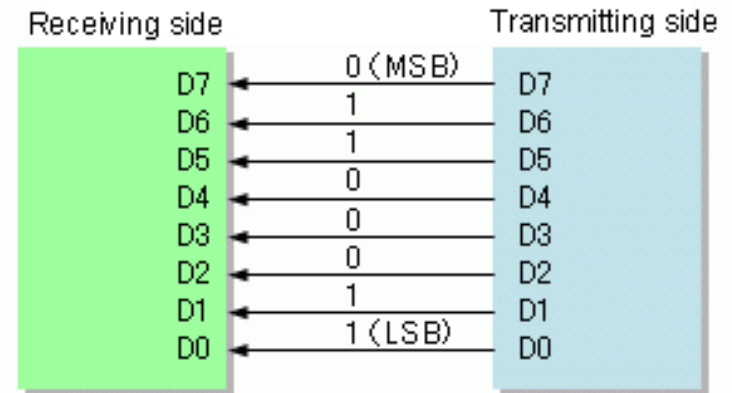 Receiving side Transmitting side
D7 0(MSB) D7
D6 1 D6
D5 1 D5
D4 0 D4
D3 0 D3
D2 0 D2
D1 1 D1
D0 1(LSB) D0